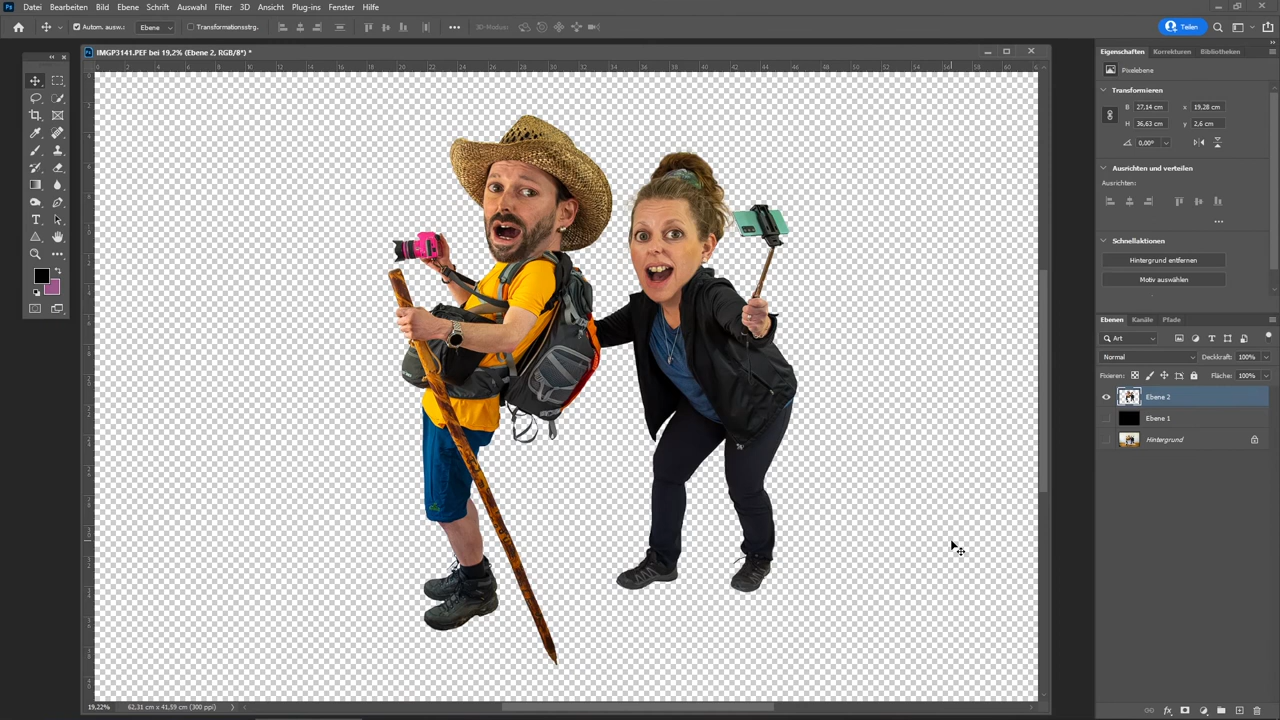 Ps Datei Bearbeiten Bild Ebene Schrift Auswahl Filter 3D Ansicht Plug-ins Fenster Hilfe
Autom. ausw.: Ebene Transformationsstrg. 3D-Modus: Teilen
IMGP3141.PEF bei 19,2% (Ebene 2, RGB/8*) *
Eigenschaften Korrekturen Bibliotheken
Pixelebene
Transformieren
B 27,14 cm x 19,28 cm
H 36,63 cm y 2,6 cm
0,00°
Ausrichten und verteilen
Ausrichten:
Schnellaktionen
Hintergrund entfernen
Motiv auswählen
Ebenen Kanäle Pfade
Art
Normal Deckkraft: 100%
Fixieren: Fläche: 100%
Ebene 2
Ebene 1
Hintergrund
19.22% 62,31 cm x 41,59 cm (300 ppi)